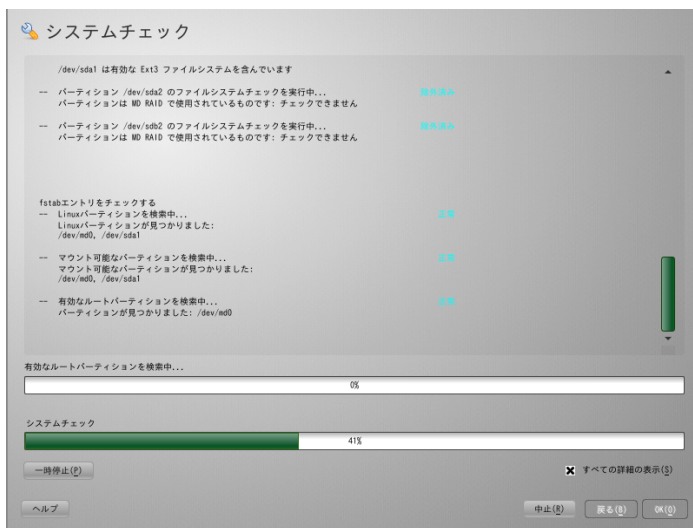 システムチェック
/dev/sda1 は有効な Ext3 ファイルシステムを含んでいます
-- パーティション /dev/sda2 のファイルシステムチェックを実行中... 除外済み
パーティションは MD RAID で使用されているものです: チェックできません
-- パーティション /dev/sdb2 のファイルシステムチェックを実行中... 除外済み
パーティションは MD RAID で使用されているものです: チェックできません
fstabエントリをチェックする
-- Linuxパーティションを検索中... 正常
Linuxパーティションが見つかりました:
/dev/md0, /dev/sda1
-- マウント可能なパーティションを検索中... 正常
マウント可能なパーティションが見つかりました:
/dev/md0, /dev/sda1
-- 有効なルートパーティションを検索中... 正常
パーティションが見つかりました: /dev/md0
有効なルートパーティションを検索中...
0%
システムチェック
41%
一時停止(P)
すべての詳細の表示(S)
ヘルプ
中止(R) 戻る(B) OK(O)